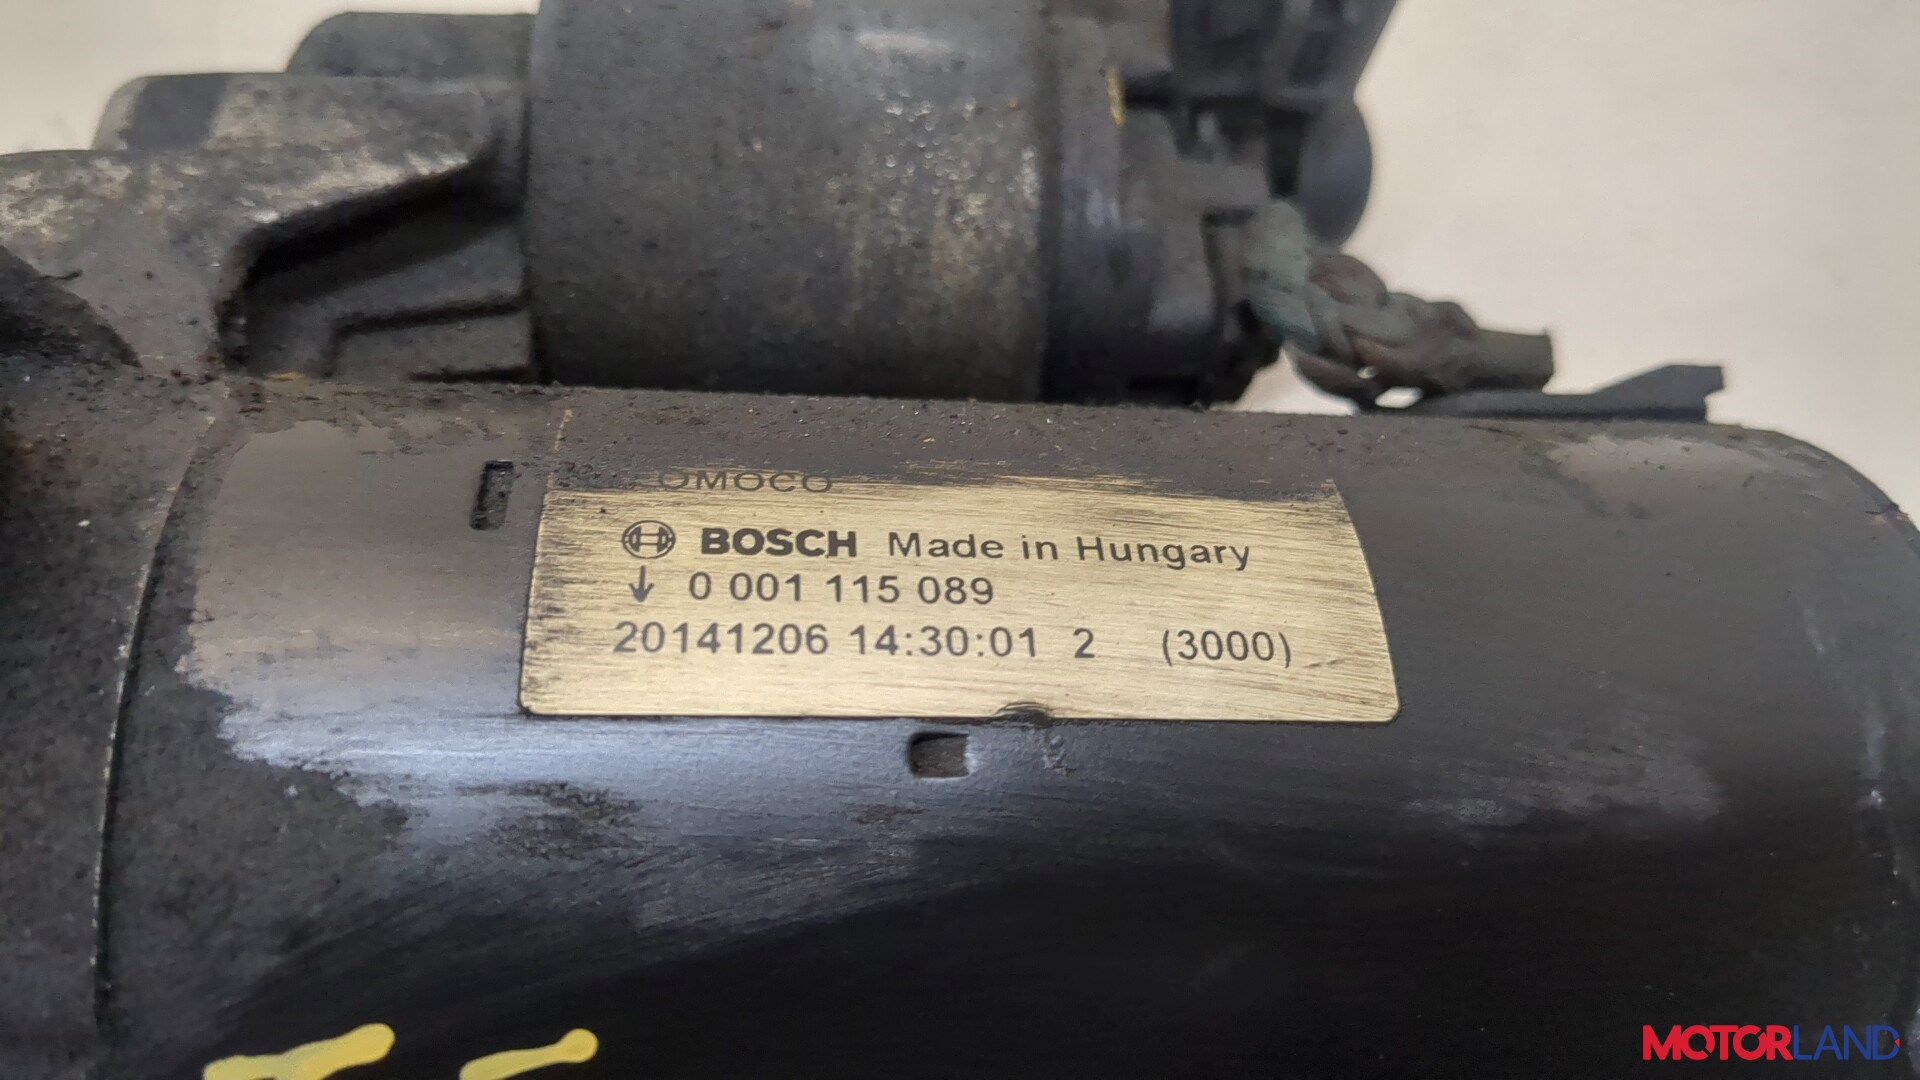 OMOCO
BOSCH Made in Hungary
↓ 0 001 115 089
20141206 14:30:01 2 (3000)
MOTORLAND